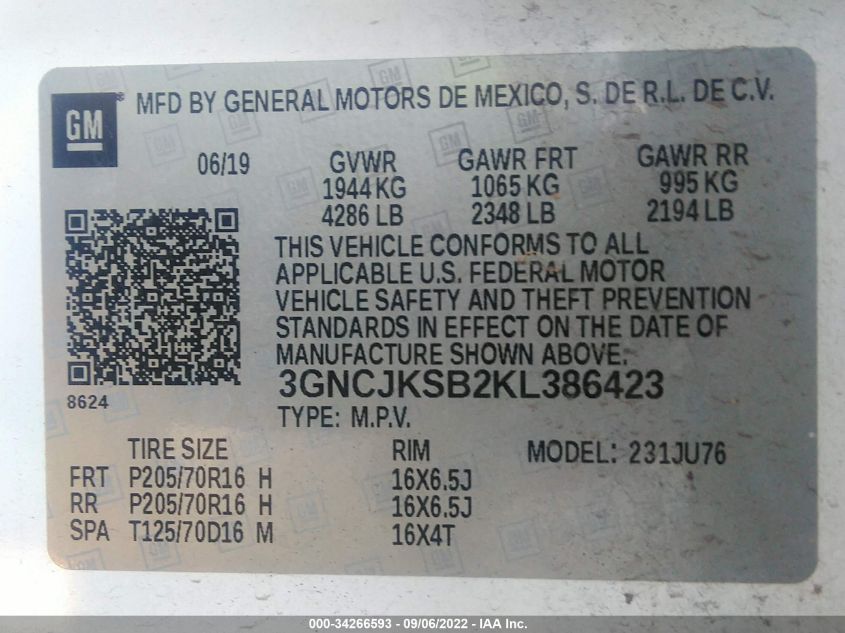 GM
MFD BY GENERAL MOTORS DE MEXICO, S. DE R.L. DE C.V.
06/19 GVWR GAWR FRT GAWR RR
1944 KG 1065 KG 995 KG
4286 LB 2348 LB 2194 LB
THIS VEHICLE CONFORMS TO ALL
APPLICABLE U.S. FEDERAL MOTOR
VEHICLE SAFETY AND THEFT PREVENTION
STANDARDS IN EFFECT ON THE DATE OF
MANUFACTURE SHOWN ABOVE.
3GNCJKSB2KL386423
8624
TYPE: M.P.V.
TIRE SIZE RIM MODEL: 231JU76
FRT P205/70R16 H 16X6.5J
RR P205/70R16 H 16X6.5J
SPA T125/70D16 M 16X4T
000-34266593 - 09/06/2022 - IAA Inc.